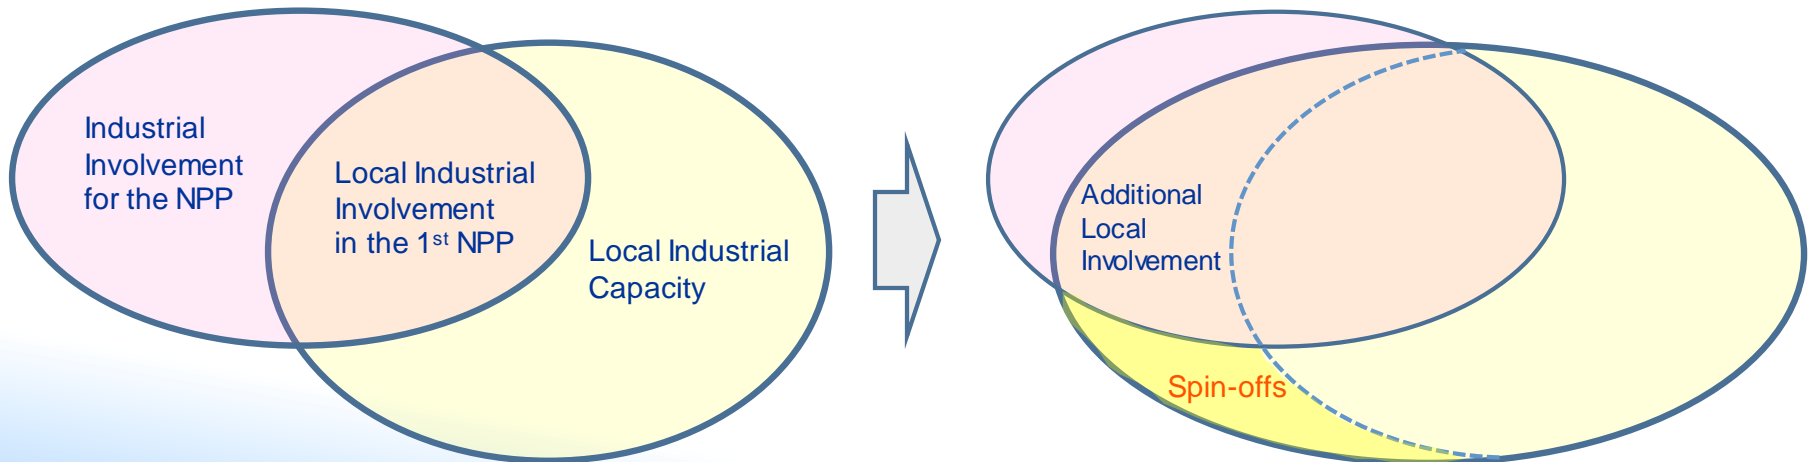 Industrial
Involvement
for the NPP
Local Industrial
Involvement
in the 1st NPP
Local Industrial
Capacity
Additional
Local
Involvement
Spin-offs